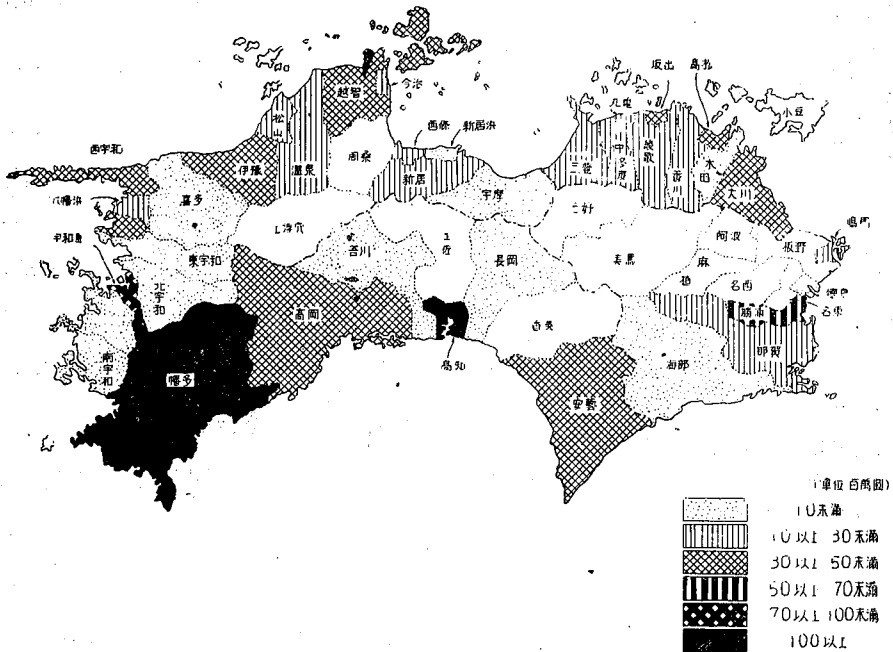 坂出 高松
小豆
丸亀
今治
越智
松山
西條 新居浜
周桑
西宇和
伊豫
温泉
新居
三豊
仲多度
綾歌
香川
木田
大川
八幡浜
喜多
宇摩
三好
上浮穴
阿波
板野
鳴門
宇和島
東宇和
吾川
土佐
長岡
美馬
麻植
名西
徳島
名東
北宇和
勝浦
高岡
香美
那賀
南宇和
幡多
高知
海部
安藝
(単位 百萬圓)
10未満
10以上 30未満
30以上 50未満
50以上 70未満
70以上 100未満
100以上